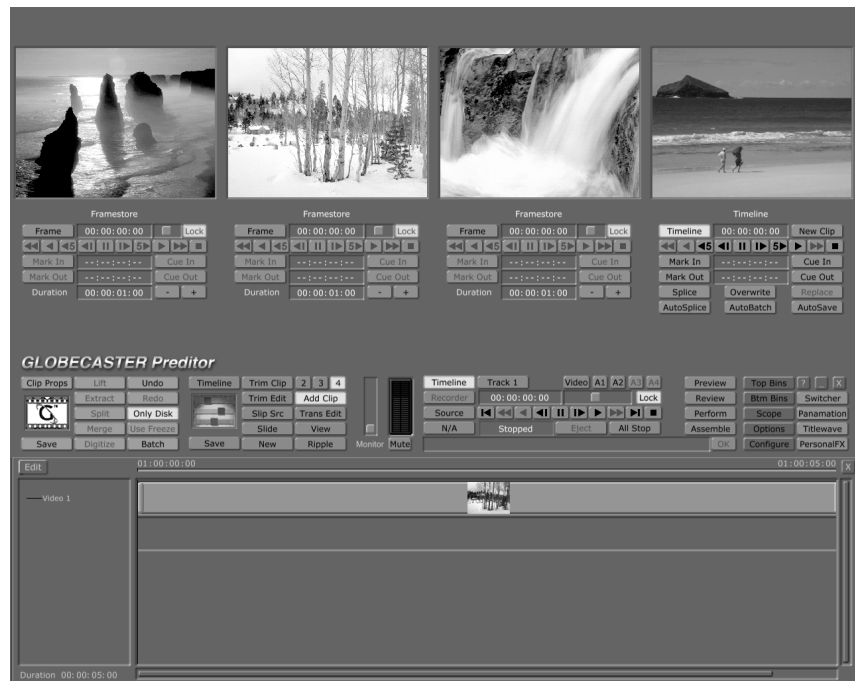 Framestore Framestore Framestore Timeline
Frame 00:00:00:00 Lock Frame 00:00:00:00 Lock Frame 00:00:00:00 Lock Timeline 00:00:00:00 New Clip
5 5 5 5 5 5 5 5
Mark In --:--:--:-- Cue In Mark In --:--:--:-- Cue In Mark In --:--:--:-- Cue In Mark In --:--:--:-- Cue In
Mark Out --:--:--:-- Cue Out Mark Out --:--:--:-- Cue Out Mark Out --:--:--:-- Cue Out Mark Out --:--:--:-- Cue Out
Duration 00:00:01:00 - + Duration 00:00:01:00 - + Duration 00:00:01:00 - + Splice Overwrite Replace
AutoSplice AutoBatch AutoSave
GLOBECASTER Preditor
Clip Props Lift Undo Timeline Trim Clip 2 3 4 Timeline Track 1 Video A1 A2 A3 A4 Preview Top Bins ? _ X
Extract Redo Trim Edit Add Clip Recorder 00:00:00:00 Lock Review Btm Bins Switcher
Split Only Disk Slip Src Trans Edit Source Perform Scope Panamation
Merge Use Freeze Slide View N/A Stopped Eject All Stop Assemble Options Titlewave
Save Digitize Batch Save New Ripple Monitor Mute OK Configure PersonalFX
Edit 01:00:00:00 01:00:05:00 X
Video 1
Duration 00:00:05:00